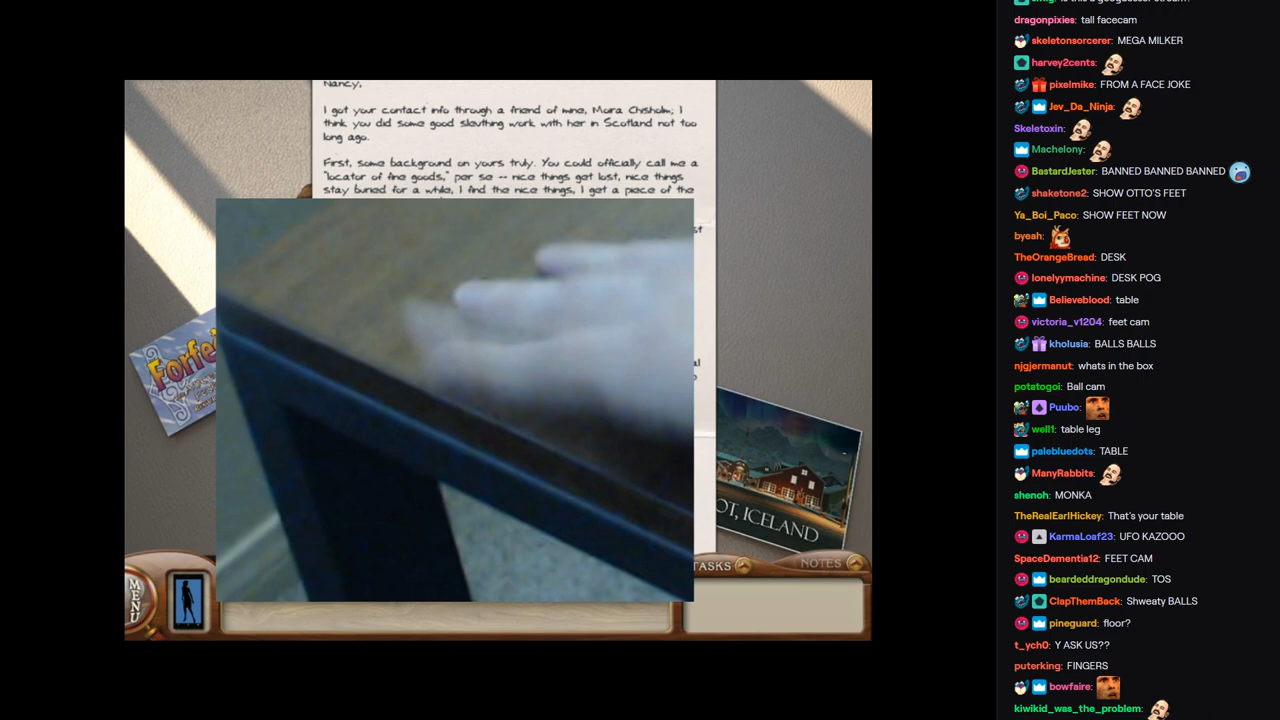 Nancy,
I got your contact info through a friend of mine, Moira Chisholm; I
think you did some good sleuthing work with her in Scotland not too
long ago.
First, some background on yours truly. You could officially call me a
"locator of fine goods," per se -- nice things get lost, nice things
stay buried for a while, I find the nice things, I get a piece of the
OT, ICELAND
MENU
TASKS
NOTES
dragonpixies: tall facecam
skeletonsorcerer: MEGA MILKER
harvey2cents:
pixelmike: FROM A FACE JOKE
Jev_Da_Ninja:
Skeletoxin:
Machelony:
BastardJester: BANNED BANNED BANNED
shaketone2: SHOW OTTO'S FEET
Ya_Boi_Paco: SHOW FEET NOW
byeah:
TheOrangeBread: DESK
lonelyymachine: DESK POG
Believeblood: table
victoria_v1204: feet cam
kholusia: BALLS BALLS
njgjermanut: whats in the box
potatogoi: Ball cam
Puubo:
well1: table leg
palebluedots: TABLE
ManyRabbits:
shenoh: MONKA
TheRealEarlHickey: That's your table
KarmaLoaf23: UFO KAZOOO
SpaceDementia12: FEET CAM
beardeddragondude: TOS
ClapThemBack: Shweaty BALLS
pineguard: floor?
t_ych0: Y ASK US??
puterking: FINGERS
bowfaire:
kiwikid_was_the_problem: